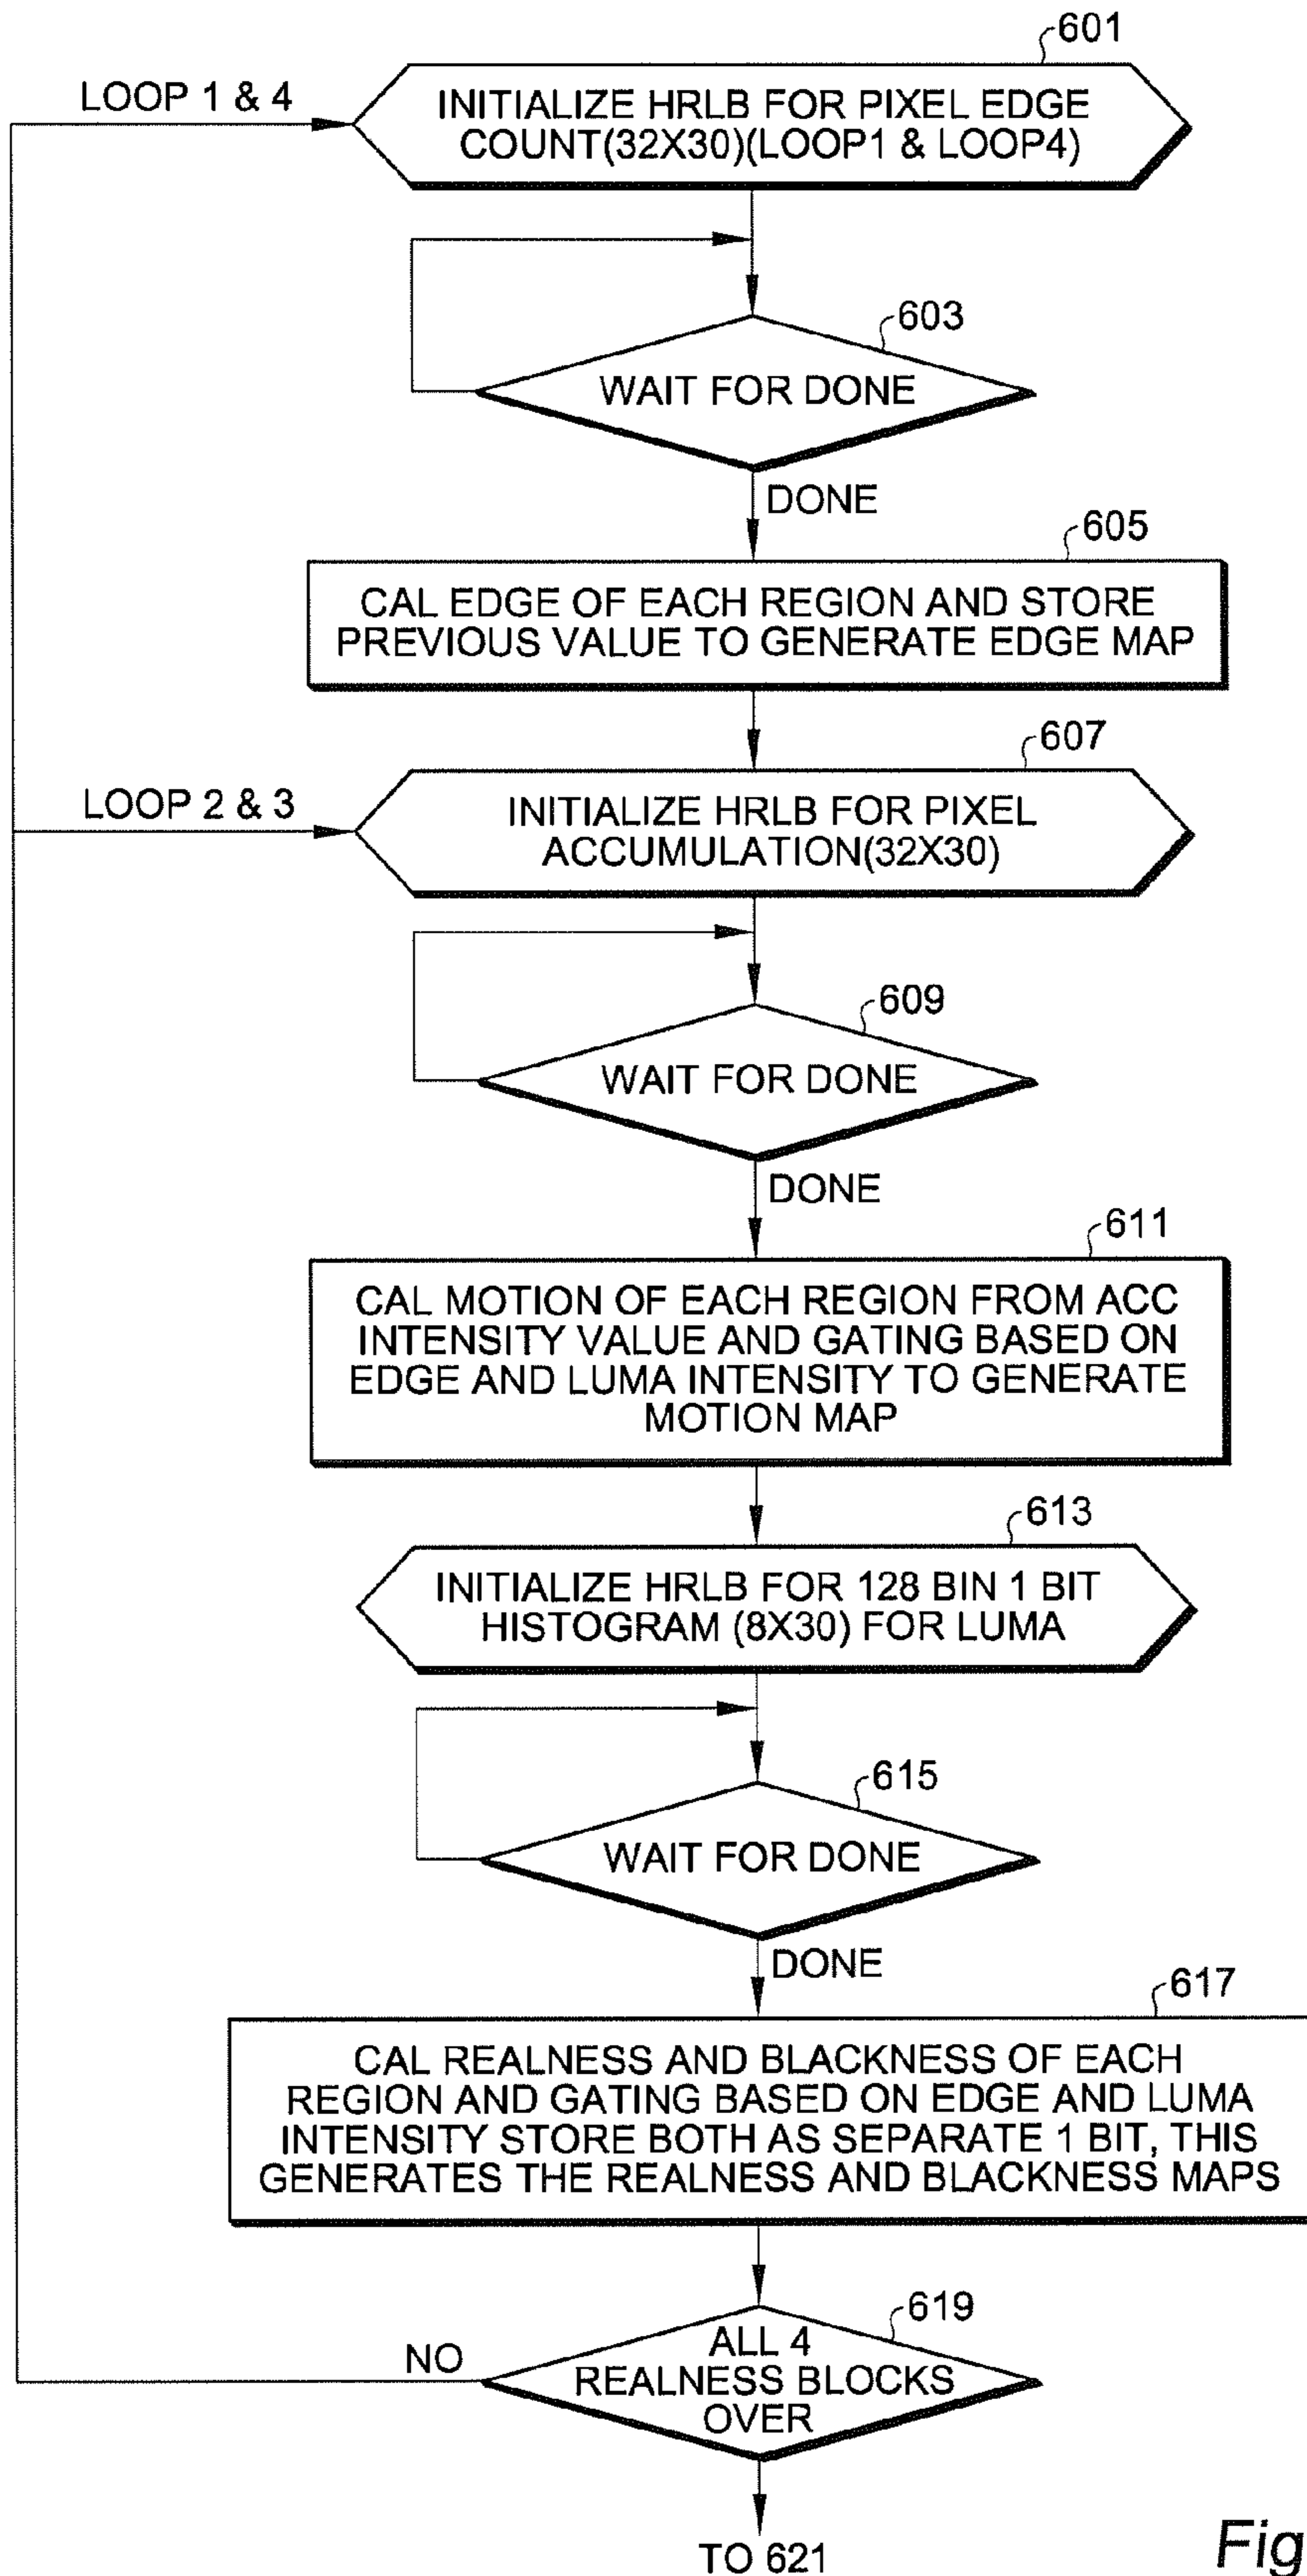 601
LOOP 1 & 4
INITIALIZE HRLB FOR PIXEL EDGE
COUNT(32X30)(LOOP1 & LOOP4)
603
WAIT FOR DONE
DONE
605
CAL EDGE OF EACH REGION AND STORE
PREVIOUS VALUE TO GENERATE EDGE MAP
607
LOOP 2 & 3
INITIALIZE HRLB FOR PIXEL
ACCUMULATION(32X30)
609
WAIT FOR DONE
DONE
611
CAL MOTION OF EACH REGION FROM ACC
INTENSITY VALUE AND GATING BASED ON
EDGE AND LUMA INTENSITY TO GENERATE
MOTION MAP
613
INITIALIZE HRLB FOR 128 BIN 1 BIT
HISTOGRAM (8X30) FOR LUMA
615
WAIT FOR DONE
DONE
617
CAL REALNESS AND BLACKNESS OF EACH
REGION AND GATING BASED ON EDGE AND LUMA
INTENSITY STORE BOTH AS SEPARATE 1 BIT, THIS
GENERATES THE REALNESS AND BLACKNESS MAPS
619
NO
ALL 4
REALNESS BLOCKS
OVER
TO 621
Fig